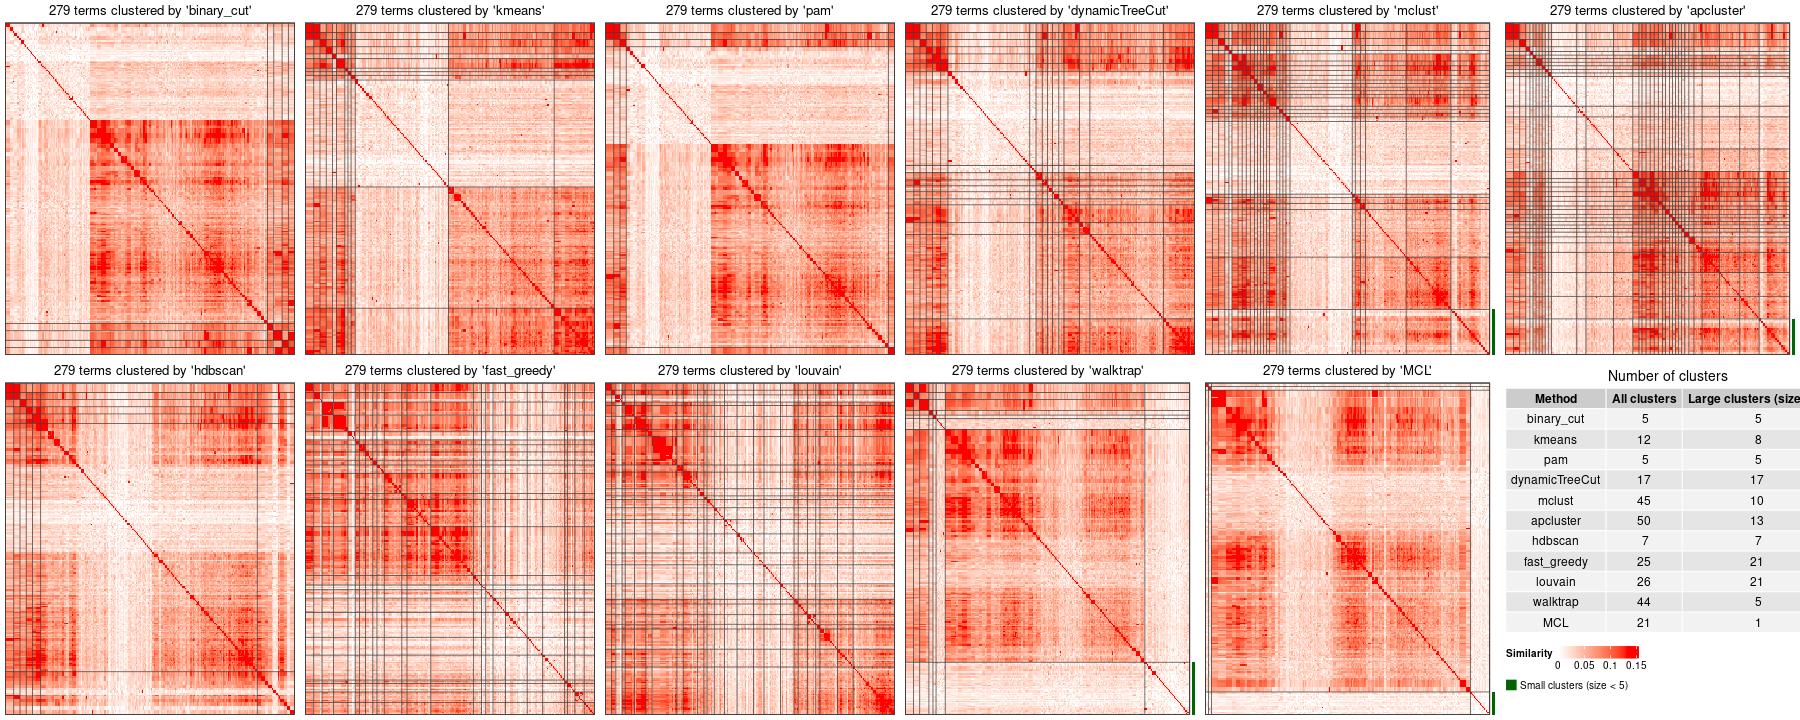 279 terms clustered by 'binary_cut'
279 terms clustered by 'kmeans'
279 terms clustered by 'pam'
279 terms clustered by 'dynamicTreeCut'
279 terms clustered by 'mclust'
279 terms clustered by 'apcluster'
279 terms clustered by 'hdbscan'
279 terms clustered by 'fast_greedy'
279 terms clustered by 'louvain'
279 terms clustered by 'walktrap'
279 terms clustered by 'MCL'
Number of clusters
Method All clusters Large clusters (size
binary_cut 5 5
kmeans 12 8
pam 5 5
dynamicTreeCut 17 17
mclust 45 10
apcluster 50 13
hdbscan 7 7
fast_greedy 25 21
louvain 26 21
walktrap 44 5
MCL 21 1
Similarity
0 0.05 0.1 0.15
Small clusters (size < 5)